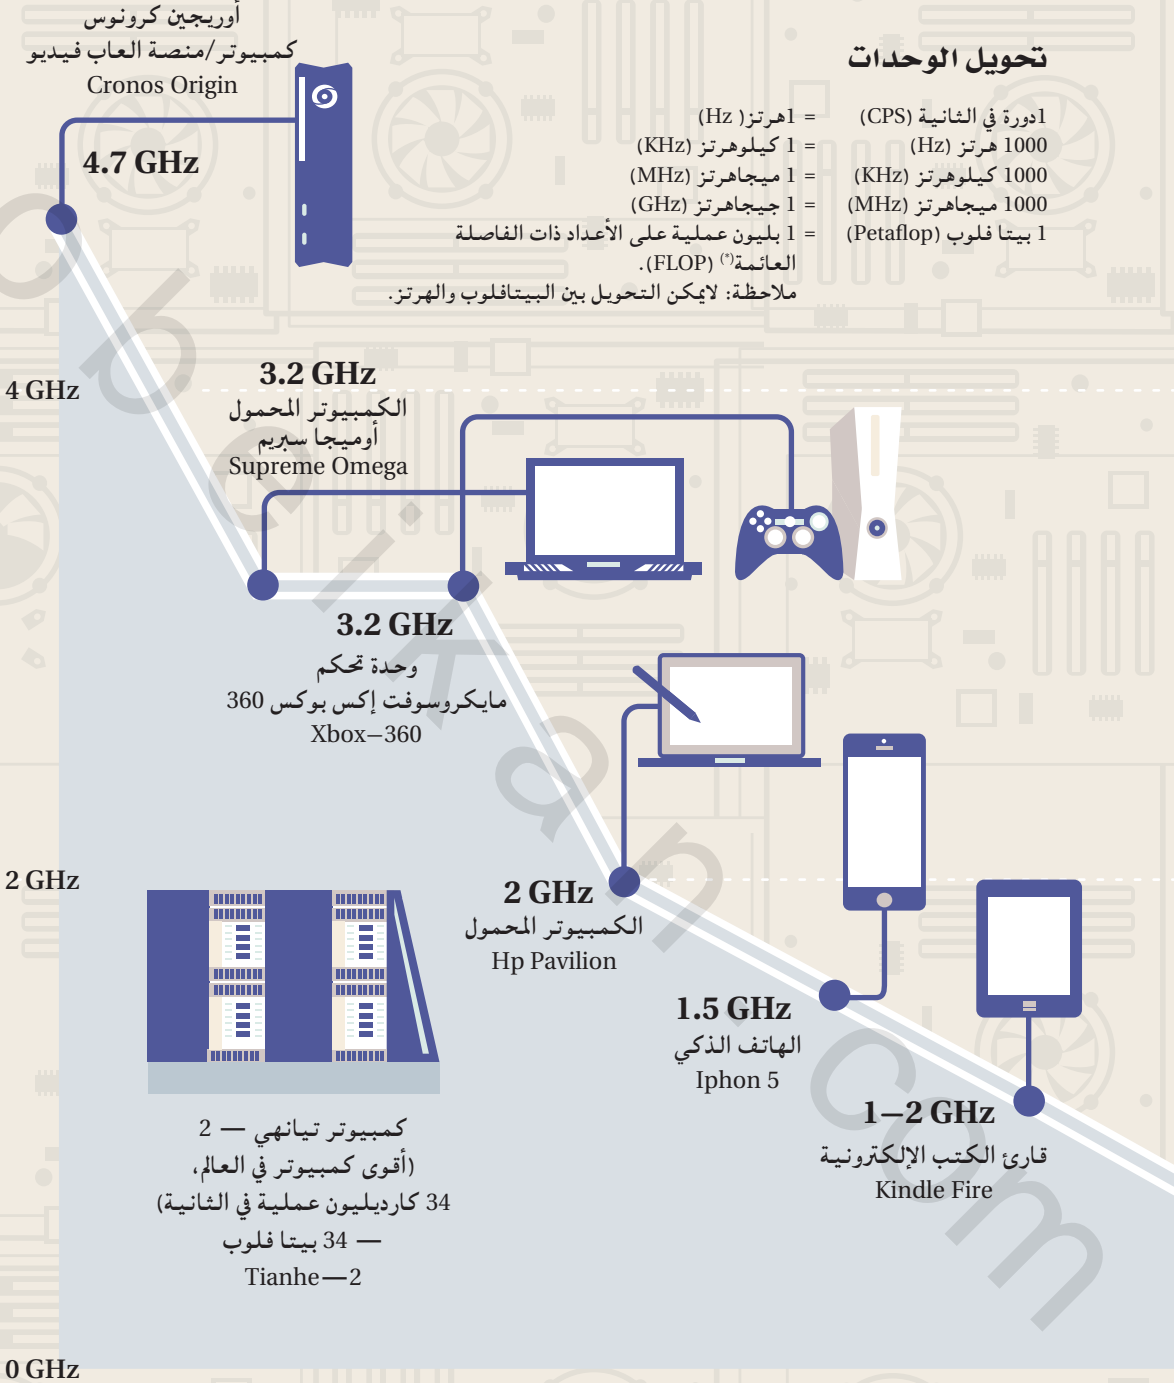 أوريجين كرونوس
كمبيوتر/منصة العاب فيديو
Cronos Origin
4.7 GHz
تحويل الوحدات
1دورة في الثانية (CPS) = 1هرتز( Hz)
1000 هرتز (Hz) = 1 كيلوهرتز (KHz)
1000 كيلوهرتز (KHz) = 1 ميجاهرتز (MHz)
1000 ميجاهرتز (MHz) = 1 جيجاهرتز (GHz)
1 بيتا فلوب (Petaflop) = 1 بليون عملية على الأعداد ذات الفاصلة
العائمة(*) (FLOP).
ملاحظة: لايمكن التحويل بين البيتافلوب والهرتز.
4 GHz
3.2 GHz
الكمبيوتر المحمول
أوميجا سبريم
Supreme Omega
3.2 GHz
وحدة تحكم
مايكروسوفت إكس بوكس 360
Xbox–360
2 GHz
2 GHz
الكمبيوتر المحمول
Hp Pavilion
1.5 GHz
الهاتف الذكي
Iphon 5
1–2 GHz
قارئ الكتب الإلكترونية
Kindle Fire
كمبيوتر تيانهي — 2
(أقوى كمبيوتر في العالم،
34 كارديليون عملية في الثانية)
— 34 بيتا فلوب
Tianhe—2
0 GHz
obeikan.com